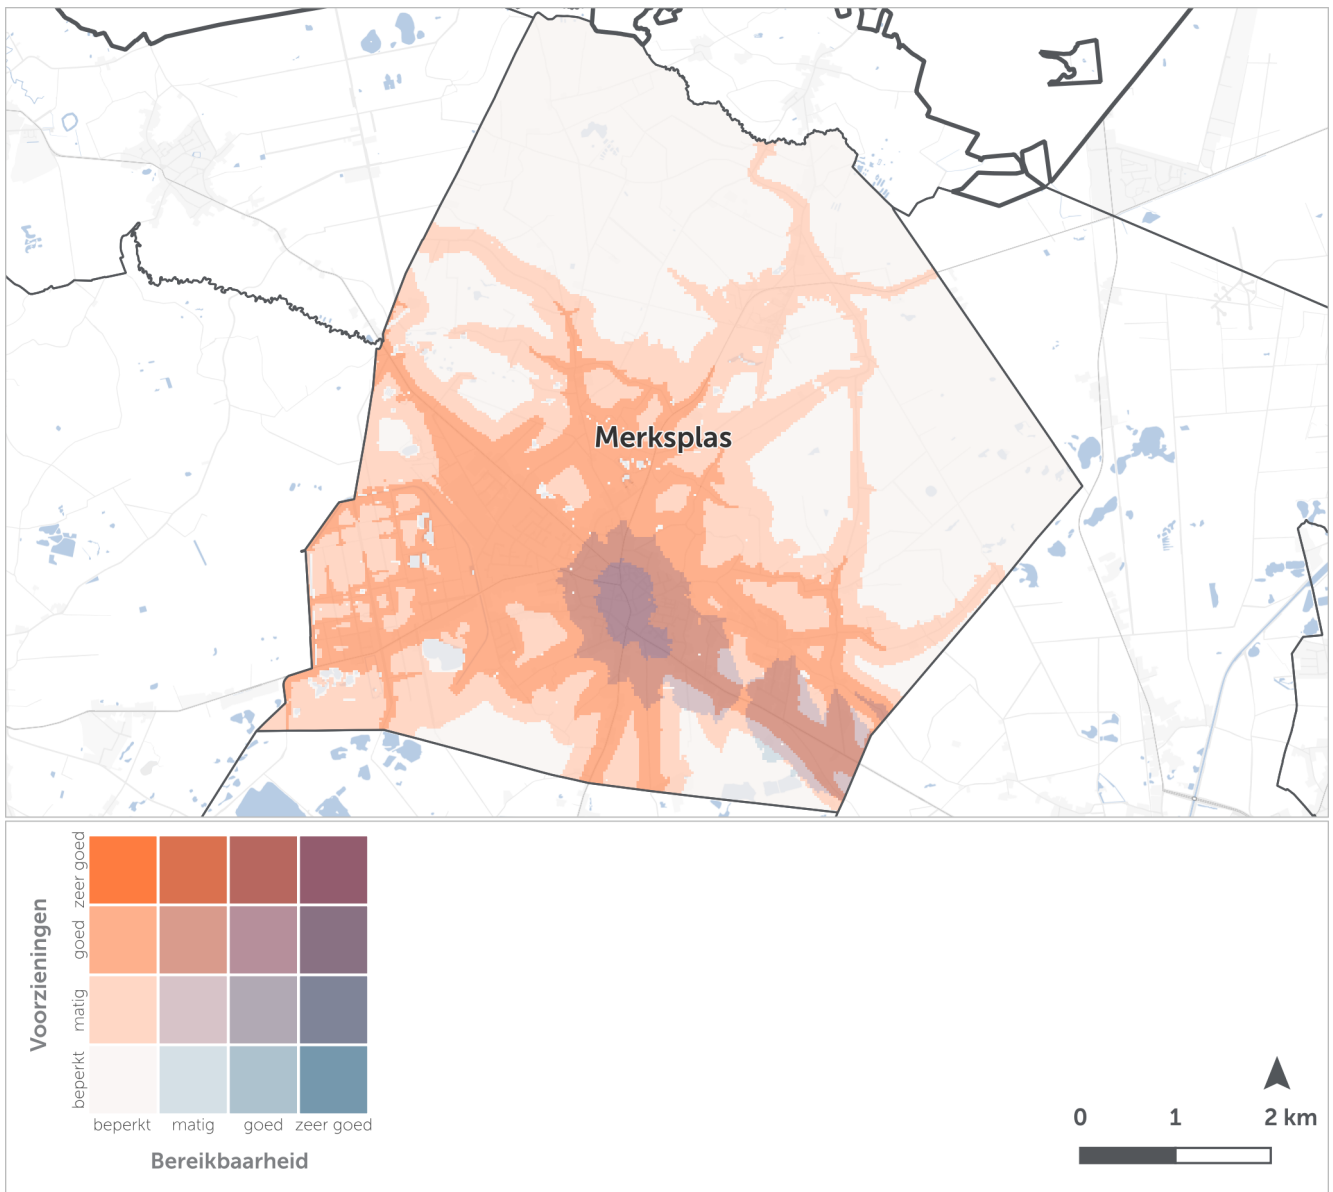 Merksplas
Voorzieningen
zeer goed
goed
matig
beperkt
beperkt matig goed zeer goed
Bereikbaarheid
0 1 2 km